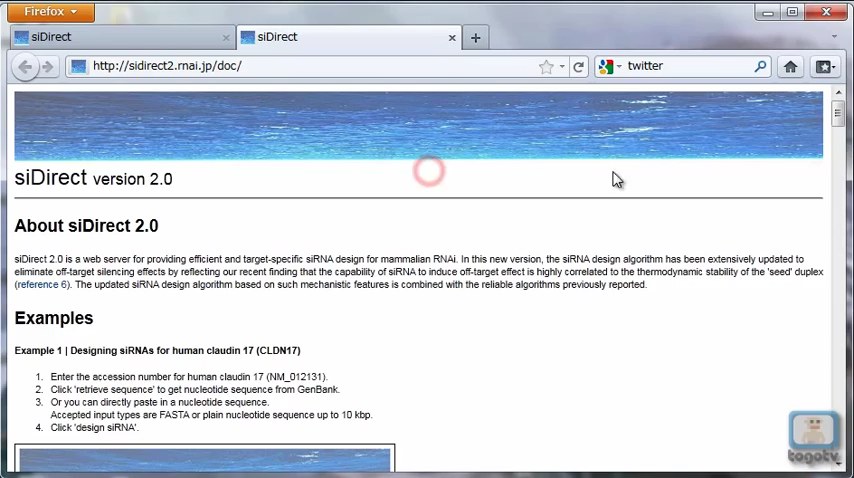 Firefox
siDirect
siDirect
http://sidirect2.rnai.jp/doc/
twitter
siDirect version 2.0
About siDirect 2.0
siDirect 2.0 is a web server for providing efficient and target-specific siRNA design for mammalian RNAi. In this new version, the siRNA design algorithm has been extensively updated to
eliminate off-target silencing effects by reflecting our recent finding that the capability of siRNA to induce off-target effect is highly correlated to the thermodynamic stability of the 'seed' duplex
(reference 6). The updated siRNA design algorithm based on such mechanistic features is combined with the reliable algorithms previously reported.
Examples
Example 1 | Designing siRNAs for human claudin 17 (CLDN17)
1. Enter the accession number for human claudin 17 (NM_012131).
2. Click 'retrieve sequence' to get nucleotide sequence from GenBank.
3. Or you can directly paste in a nucleotide sequence.
Accepted input types are FASTA or plain nucleotide sequence up to 10 kbp.
4. Click 'design siRNA'.
togotv